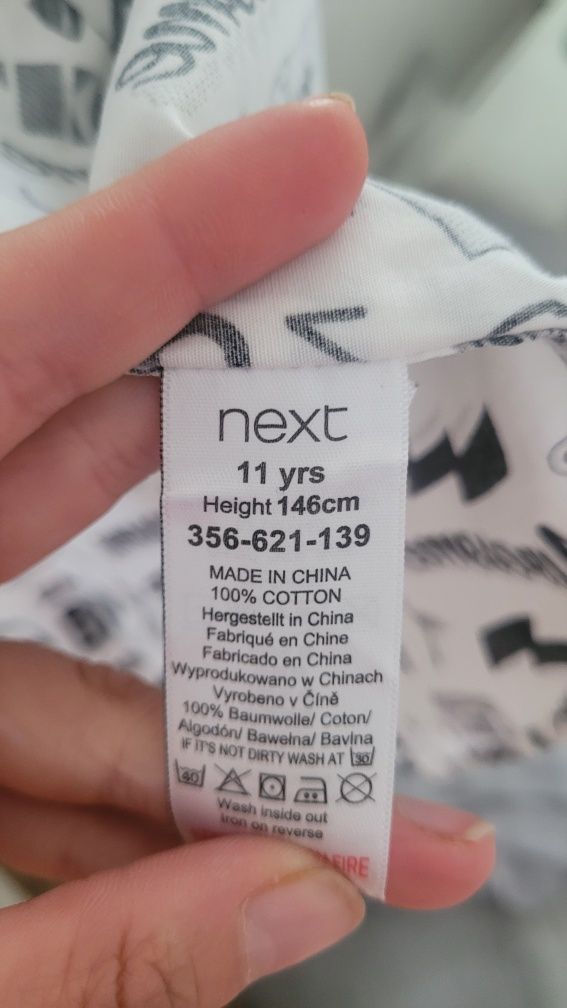 next
11 yrs
Height 146cm
356-621-139
MADE IN CHINA
100% COTTON
Hergestellt in China
Fabriqué en Chine
Fabricado en China
Wyprodukowano w Chinach
Vyrobeno v Číně
100% Baumwolle/ Coton/
Algodón/ Bawełna/ Bavlna
IF IT'S NOT DIRTY WASH AT 30
40
Wash inside out
Iron on reverse
FIRE